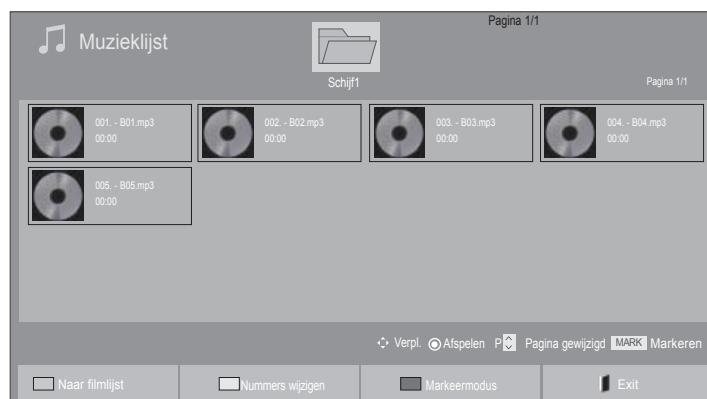 Pagina 1/1
Muzieklijst
Schijf1
Pagina 1/1
001. - B01.mp3
00:00
002. - B02.mp3
00:00
003. - B03.mp3
00:00
004. - B04.mp3
00:00
005. - B05.mp3
00:00
Verpl. Afspelen P Pagina gewijzigd MARK Markeren
Naar filmlijst
Nummers wijzigen
Markeermodus
Exit